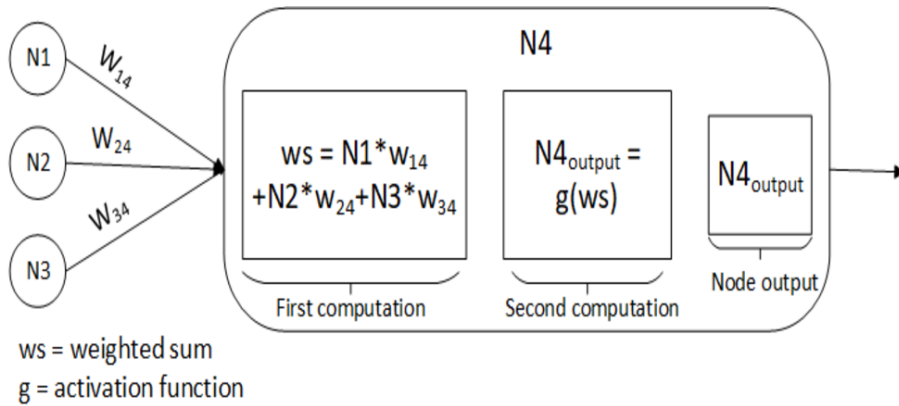 N1
W₁₄
N2
W₂₄
N3
W₃₄
N4
ws = N1*w₁₄
+N2*w₂₄+N3*w₃₄
First computation
N4output =
g(ws)
Second computation
N4output
Node output
ws = weighted sum
g = activation function